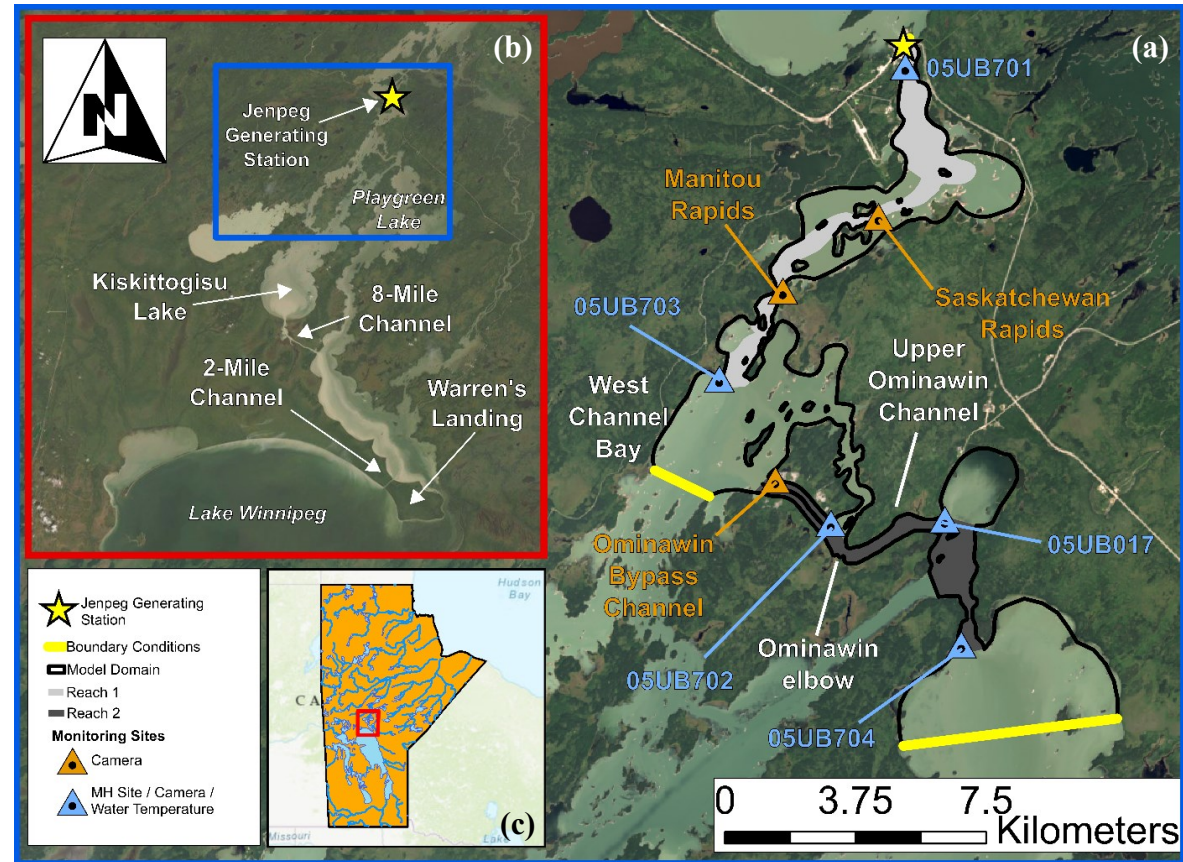 (b)
N
Jenpeg
Generating
Station
Playgreen
Lake
Kiskittogisu
Lake
8-Mile
Channel
2-Mile
Channel
Warren's
Landing
Lake Winnipeg
(a)
05UB701
Manitou
Rapids
Saskatchewan
Rapids
05UB703
Upper
Ominawin
Channel
West
Channel
Bay
Ominawin
Bypass
Channel
05UB017
05UB702
Ominawin
elbow
05UB704
0 3.75 7.5
Kilometers
Jenpeg Generating
Station
Boundary Conditions
Model Domain
Reach 1
Reach 2
Monitoring Sites
Camera
MH Site / Camera /
Water Temperature
Hudson
Bay
C A
Missouri
Lake
(c)